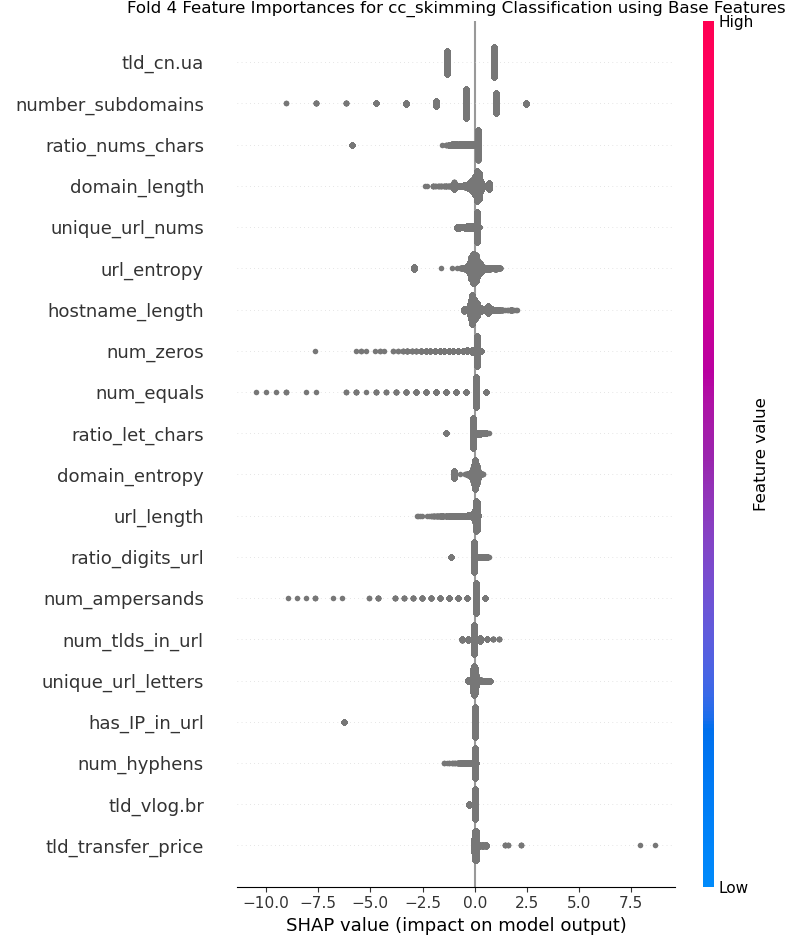 Fold 4 Feature Importances for cc_skimming Classification using Base Features
High
tld_cn.ua
number_subdomains
ratio_nums_chars
domain_length
unique_url_nums
url_entropy
hostname_length
num_zeros
num_equals
ratio_let_chars
domain_entropy
url_length
ratio_digits_url
num_ampersands
num_tlds_in_url
unique_url_letters
has_IP_in_url
num_hyphens
tld_vlog.br
tld_transfer_price
Feature value
Low
−10.0 −7.5 −5.0 −2.5 0.0 2.5 5.0 7.5
SHAP value (impact on model output)